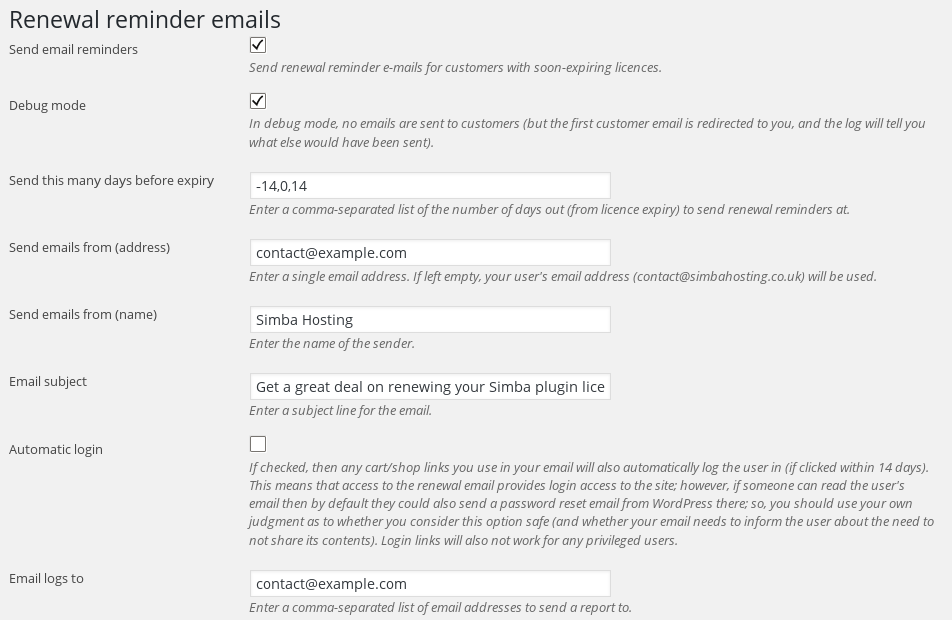 Renewal reminder emails
Send email reminders
Send renewal reminder e-mails for customers with soon-expiring licences.
Debug mode
In debug mode, no emails are sent to customers (but the first customer email is redirected to you, and the log will tell you
what else would have been sent).
Send this many days before expiry
-14,0,14
Enter a comma-separated list of the number of days out (from licence expiry) to send renewal reminders at.
Send emails from (address)
contact@example.com
Enter a single email address. If left empty, your user's email address (contact@simbahosting.co.uk) will be used.
Send emails from (name)
Simba Hosting
Enter the name of the sender.
Email subject
Get a great deal on renewing your Simba plugin lice
Enter a subject line for the email.
Automatic login
If checked, then any cart/shop links you use in your email will also automatically log the user in (if clicked within 14 days).
This means that access to the renewal email provides login access to the site; however, if someone can read the user's
email then by default they could also send a password reset email from WordPress there; so, you should use your own
judgment as to whether you consider this option safe (and whether your email needs to inform the user about the need to
not share its contents). Login links will also not work for any privileged users.
Email logs to
contact@example.com
Enter a comma-separated list of email addresses to send a report to.